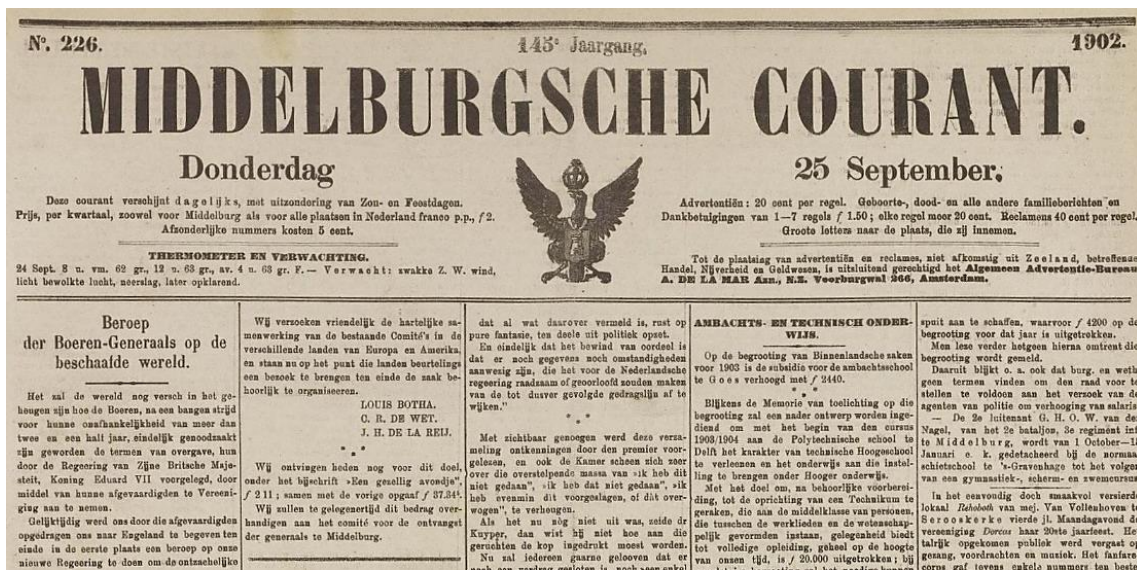 No. 226.
145e Jaargang.
1902.
MIDDELBURGSCHE COURANT.
Donderdag
25 September.
Deze courant verschijnt dagelijks, met uitzondering van Zon- en Feestdagen.
Prijs, per kwartaal, zoowel voor Middelburg als voor alle plaatsen in Nederland franco p.p., f 2.
Afzonderlijke nummers kosten 5 cent.
THERMOMETER EN VERWACHTING.
24 Sept. 8 u. vm. 62 gr., 12 u. 63 gr., av. 4 u. 63 gr. F. — Verwacht: zwakke Z. W. wind,
licht bewolkte lucht, neerslag, later opklarend.
Advertentiën: 20 cent per regel. Geboorte-, dood- en alle andere familieberichten en
Dankbetuigingen van 1—7 regels f 1.50; elke regel meer 20 cent. Reclamens 40 cent per regel.
Groote letters naar de plaats, die zij innemen.
Tot de plaatsing van advertentiën en reclames, niet afkomstig uit Zeeland, betreffende
Handel, Nijverheid en Geldwezen, is uitsluitend gerechtigd het Algemeen Advertentie-Bureau
A. DE LA MAR Azn., N.Z. Voorburgwal 266, Amsterdam.
Beroep
der Boeren-Generaals op de
beschaafde wereld.
Het zal de wereld nog versch in het ge-
heugen zijn hoe de Boeren, na een bangen strijd
voor hunne onafhankelijkheid van meer dan
twee en een half jaar, eindelijk genoodzaakt
zijn geworden de termen van overgave, hun
door de Regeering van Zijne Britsche Maje-
steit, Koning Eduard VII voorgelegd, door
middel van hunne afgevaardigden te Vereeni-
ging aan te nemen.
Gelijktijdig werd ons door die afgevaardigden
opgedragen ons naar Engeland te begeven ten
einde in de eerste plaats een beroep op onze
nieuwe Regeering te doen om de ontzachelijke
Wij verzoeken vriendelijk de hartelijke sa-
menwerking van de bestaande Comité's in de
verschillende landen van Europa en Amerika,
en staan nu op het punt die landen beurtelings
een bezoek te brengen ten einde de zaak be-
hoorlijk te organiseeren.
LOUIS BOTHA.
C. R. DE WET.
J. H. DE LA REIJ.
Wij ontvingen heden nog voor dit doel,
onder het bijschrift »Een gesellig avondje",
f 211; samen met de vorige opgaaf f 37.34⁵.
Wij zullen te gelegenertijd dit bedrag over-
handigen aan het comité voor de ontvangst
der generaals te Middelburg.
dat al wat daarover vermeld is, rust op
pure fantasie, ten deele uit politiek opzet.
En eindelijk dat het bewind van oordeel is
dat er noch gegevens noch omstandigheden
aanwezig zijn, die het voor de Nederlandsche
regeering raadzaam of geoorloofd zouden maken
van de tot dusver gevolgde gedragslijn af te
wijken."
Met zichtbaar genoegen werd deze verza-
meling ontkenningen door den premier voor-
gelezen, en ook de Kamer scheen zich zeer
over die overstelpende massa van »ik heb dit
niet gedaan", »ik heb dat niet gedaan", »ik
heb evenmin dit voorgeslagen, of dát over-
wogen", te verheugen.
Als het nu nòg niet uit was, zeide dr
Kuyper, dan wist hij niet hoe aan die
geruchten de kop ingedrukt moest worden.
Nu zal iedereen gaarne gelooven dat er
AMBACHTS- EN TECHNISCH ONDER-
WIJS.
Op de begrooting van Binnenlandsche zaken
voor 1903 is de subsidie voor de ambachtsschool
te Goes verhoogd met f 2440.
Blijkens de Memorie van toelichting op die
begrooting zal een nader ontwerp worden inge-
diend om met het begin van den cursus
1903/1904 aan de Polytechnische school te
Delft het karakter van technische Hoogeschool
te verleenen en het onderwijs aan die instel-
ling te brengen onder Hooger onderwijs.
Met het doel om, na behoorlijke voorberei-
ding, tot de oprichting van een Technikum te
geraken, die aan de middelklasse van personen,
die tusschen de werklieden en de wetenschap-
pelijk gevormden instaan, gelegenheid biedt
tot volledige opleiding, geheel op de hoogte
van onsen tijd, is f 20.000 uitgetrokken; bij
spuit aan te schaffen, waarvoor f 4200 op de
begrooting voor dat jaar is uitgetrokken.
Men leze verder hetgeen hierna omtrent die
begrooting wordt gemeld.
Daaruit blijkt o. a. ook dat burg. en weth.
geen termen vinden om den raad voor te
stellen te voldoen aan het verzoek van de
agenten van politie om verhooging van salaris
— De 2e luitenant G. H. O. W. van den
Nagel, van het 2e bataljon, 3e regiment inf.
te Middelburg, wordt van 1 October—15
Januari e. k. gedetacheerd bij de normaal
schietschool te 's-Gravenhage tot het volgen
van een gymnastiek-, scherm- en zwemcursus
In het eenvoudig doch smaakvol versierde
lokaal Rehoboth van mej. Van Vollenhoven te
Serooskerke vierde jl. Maandagavond de
vereeniging Dorcas haar 20ste jaarfeest. Het
talrijk opgekomen publiek werd vergast op
gezang, voordrachten en muziek. Het fanfare-
corps gaf tevens enkele nummers ten beste